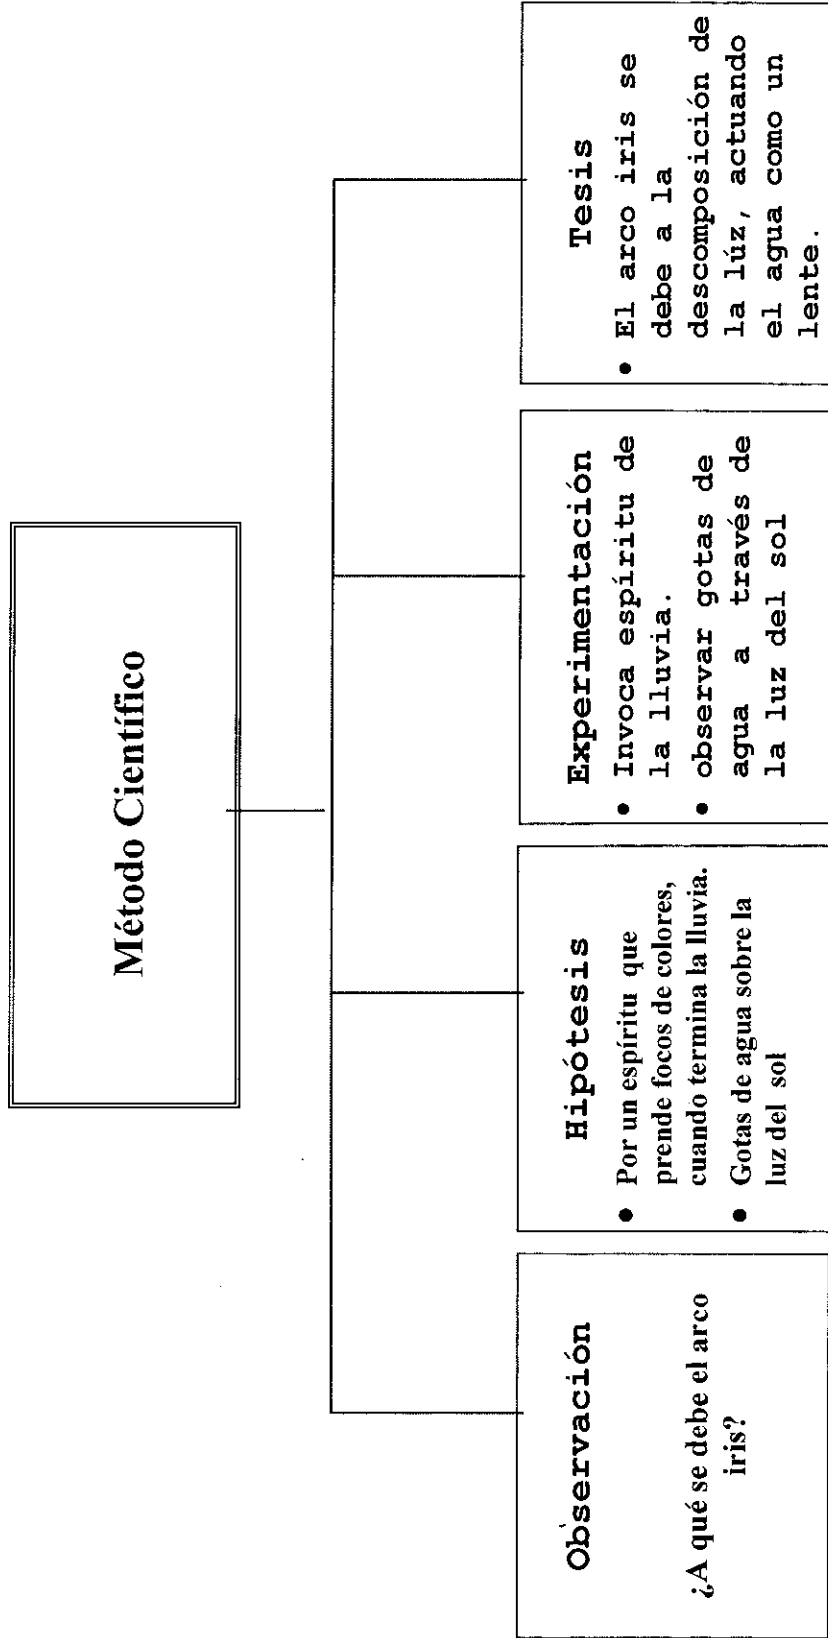 Método Científico
Observación
¿A qué se debe el arco
iris?
Hipótesis
● Por un espíritu que
prende focos de colores,
cuando termina la lluvia.
● Gotas de agua sobre la
luz del sol
Experimentación
● Invoca espíritu de
la lluvia.
● observar gotas de
agua a través de
la luz del sol
Tesis
● El arco iris se
debe a la
descomposición de
la lúz, actuando
el agua como un
lente.